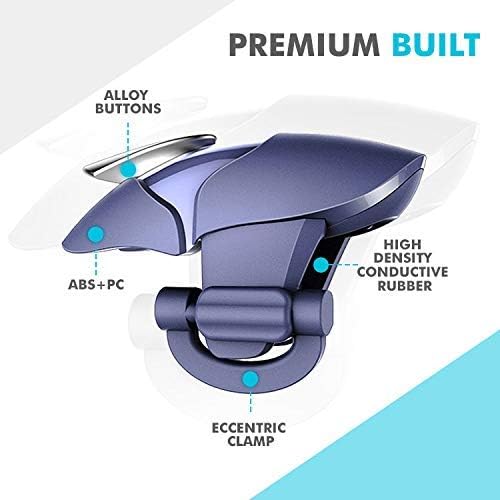 PREMIUM BUILT
ALLOY
BUTTONS
ABS+PC
HIGH
DENSITY
CONDUCTIVE
RUBBER
ECCENTRIC
CLAMP